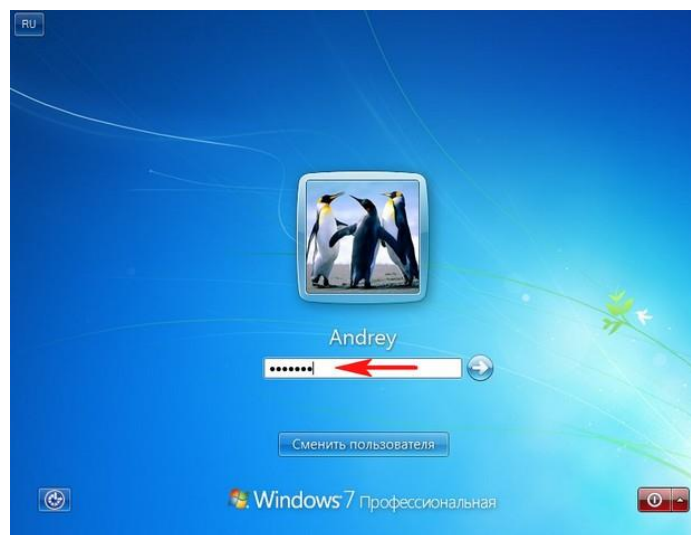 RU
Andrey
•••••••
Сменить пользователя
Windows 7 Профессиональная